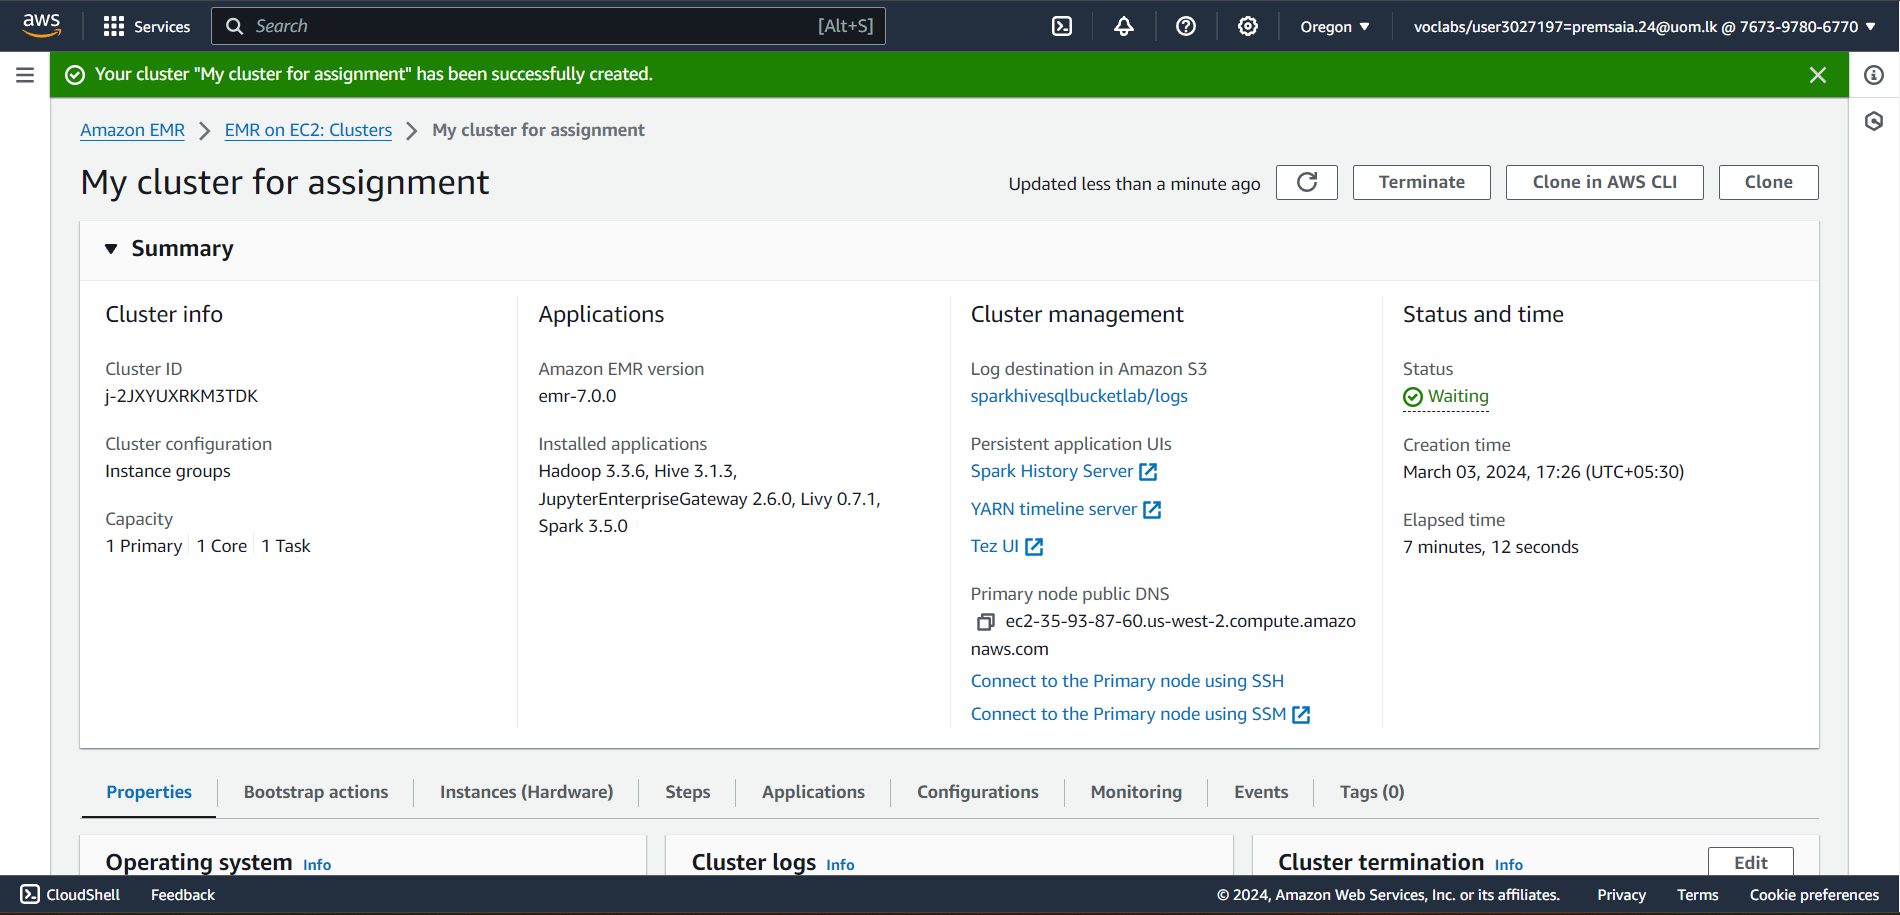 aws
Services
Search
[Alt+S]
Oregon
voclabs/user3027197=premsaia.24@uom.lk @ 7673-9780-6770
Your cluster "My cluster for assignment" has been successfully created.
Amazon EMR
EMR on EC2: Clusters
My cluster for assignment
My cluster for assignment
Updated less than a minute ago
Terminate
Clone in AWS CLI
Clone
Summary
Cluster info
Cluster ID
j-2JXYUXRKM3TDK
Cluster configuration
Instance groups
Capacity
1 Primary
1 Core
1 Task
Applications
Amazon EMR version
emr-7.0.0
Installed applications
Hadoop 3.3.6, Hive 3.1.3,
JupyterEnterpriseGateway 2.6.0, Livy 0.7.1,
Spark 3.5.0
Cluster management
Log destination in Amazon S3
sparkhivesqlbucketlab/logs
Persistent application UIs
Spark History Server
YARN timeline server
Tez UI
Primary node public DNS
ec2-35-93-87-60.us-west-2.compute.amazo
naws.com
Connect to the Primary node using SSH
Connect to the Primary node using SSM
Status and time
Status
Waiting
Creation time
March 03, 2024, 17:26 (UTC+05:30)
Elapsed time
7 minutes, 12 seconds
Properties
Bootstrap actions
Instances (Hardware)
Steps
Applications
Configurations
Monitoring
Events
Tags (0)
Operating system Info
Cluster logs Info
Cluster termination Info
Edit
CloudShell
Feedback
© 2024, Amazon Web Services, Inc. or its affiliates.
Privacy
Terms
Cookie preferences